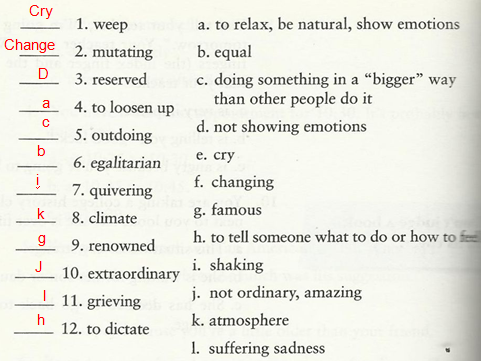 Cry 1. weep
Change 2. mutating
D 3. reserved
a 4. to loosen up
c 5. outdoing
b 6. egalitarian
i 7. quivering
k 8. climate
g 9. renowned
J 10. extraordinary
l 11. grieving
h 12. to dictate
a. to relax, be natural, show emotions
b. equal
c. doing something in a “bigger” way
than other people do it
d. not showing emotions
e. cry
f. changing
g. famous
h. to tell someone what to do or how to
i. shaking
j. not ordinary, amazing
k. atmosphere
l. suffering sadness